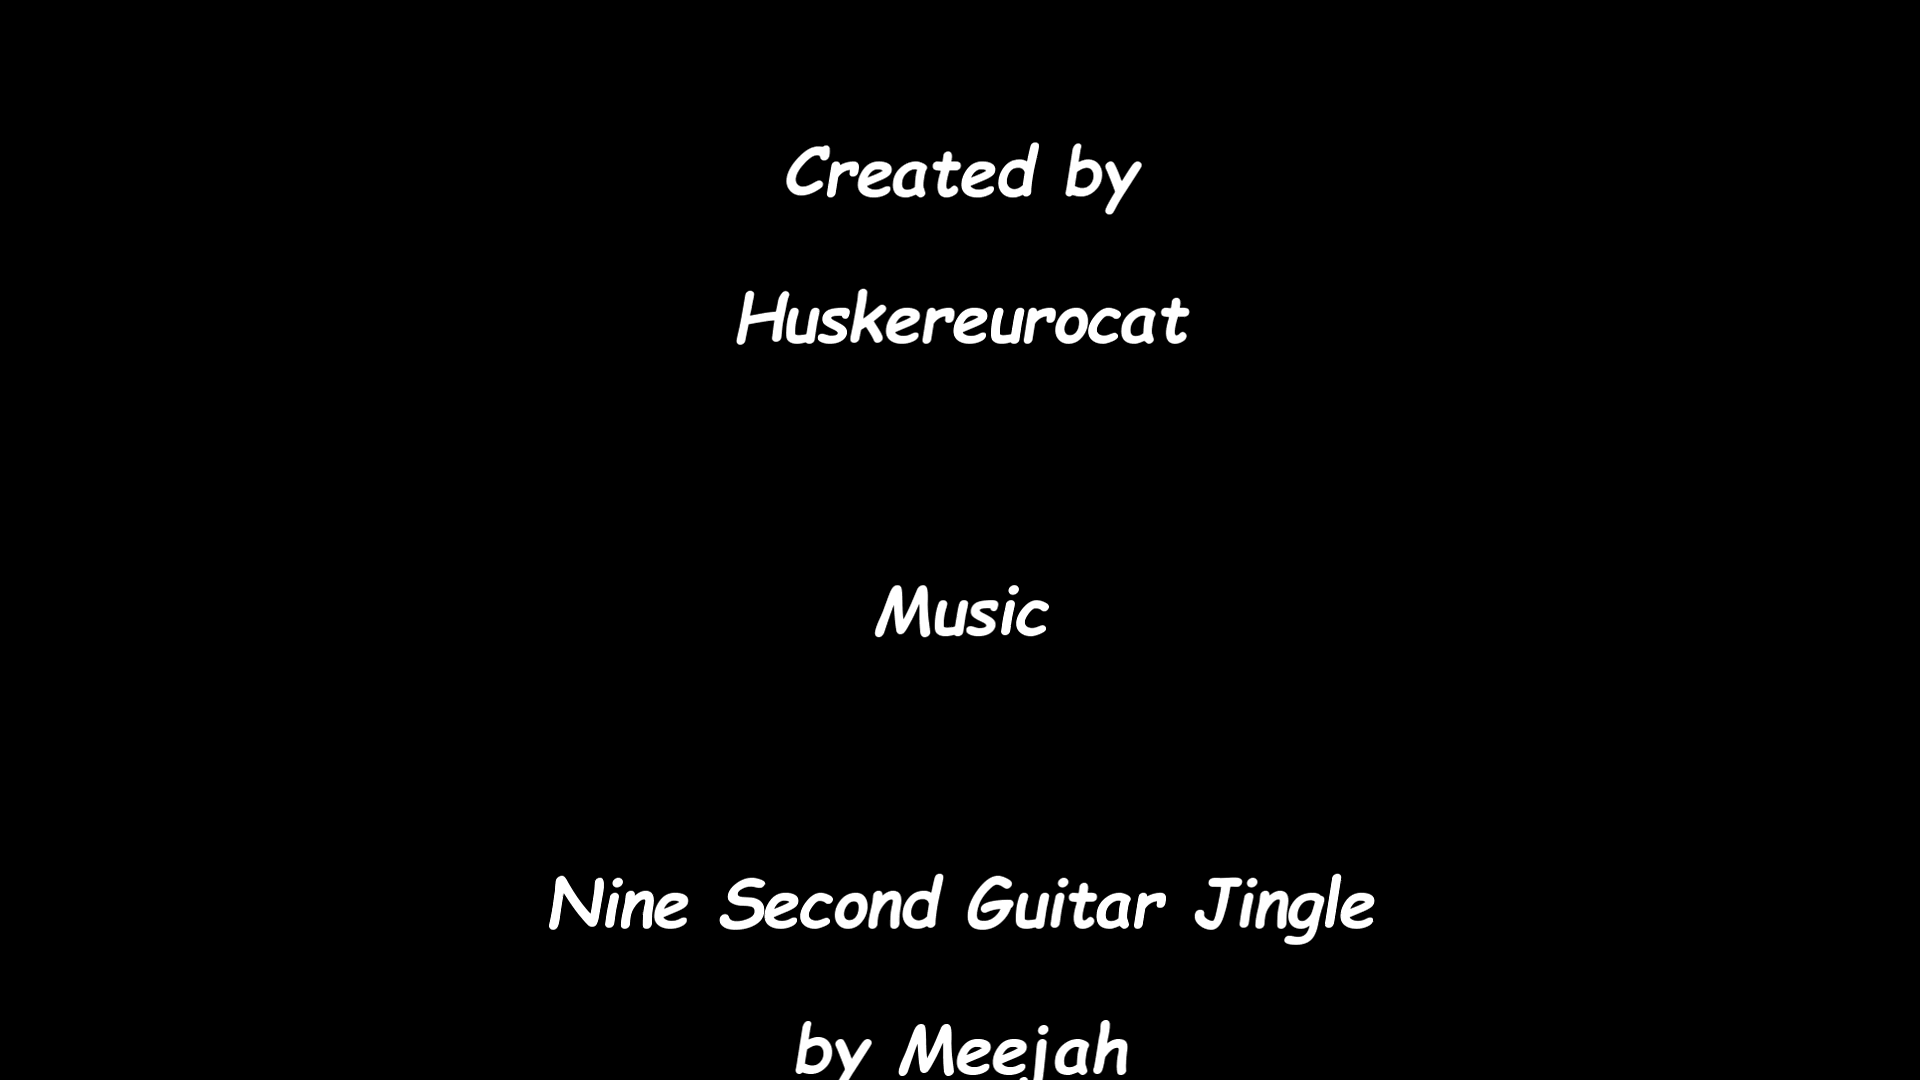 Created by
Huskereurocat
Music
Nine Second Guitar Jingle
by Meejah